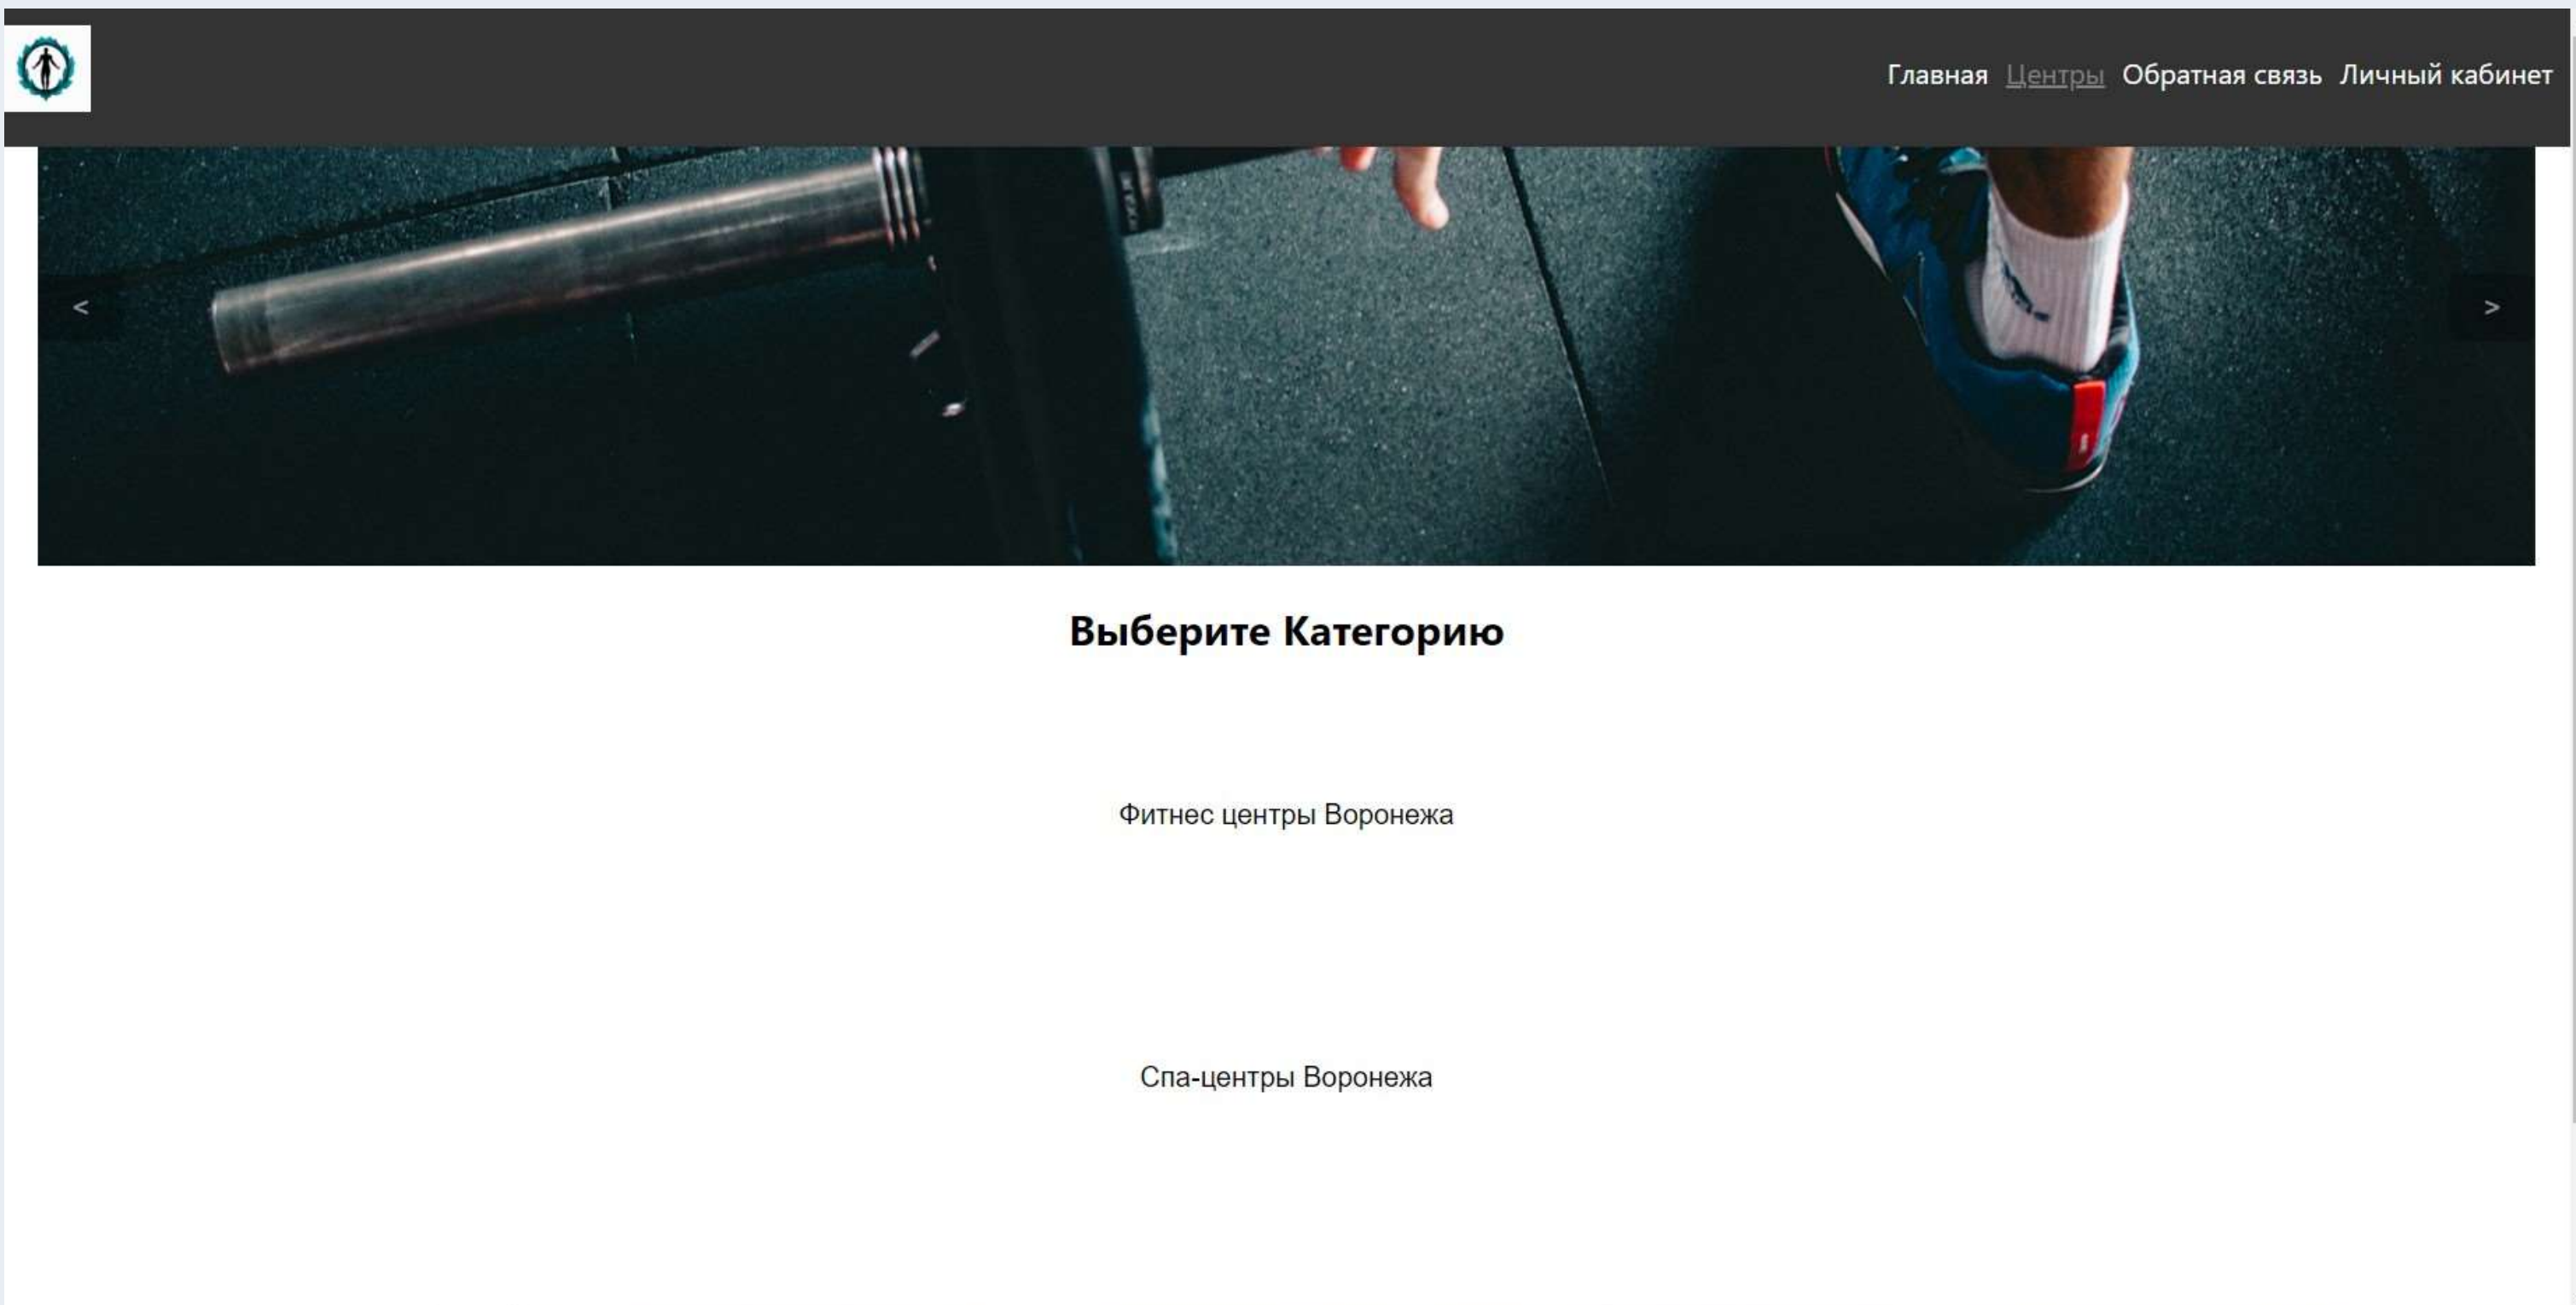 Главная Центры Обратная связь Личный кабинет
< >
Выберите Категорию
Фитнес центры Воронежа
Спа-центры Воронежа